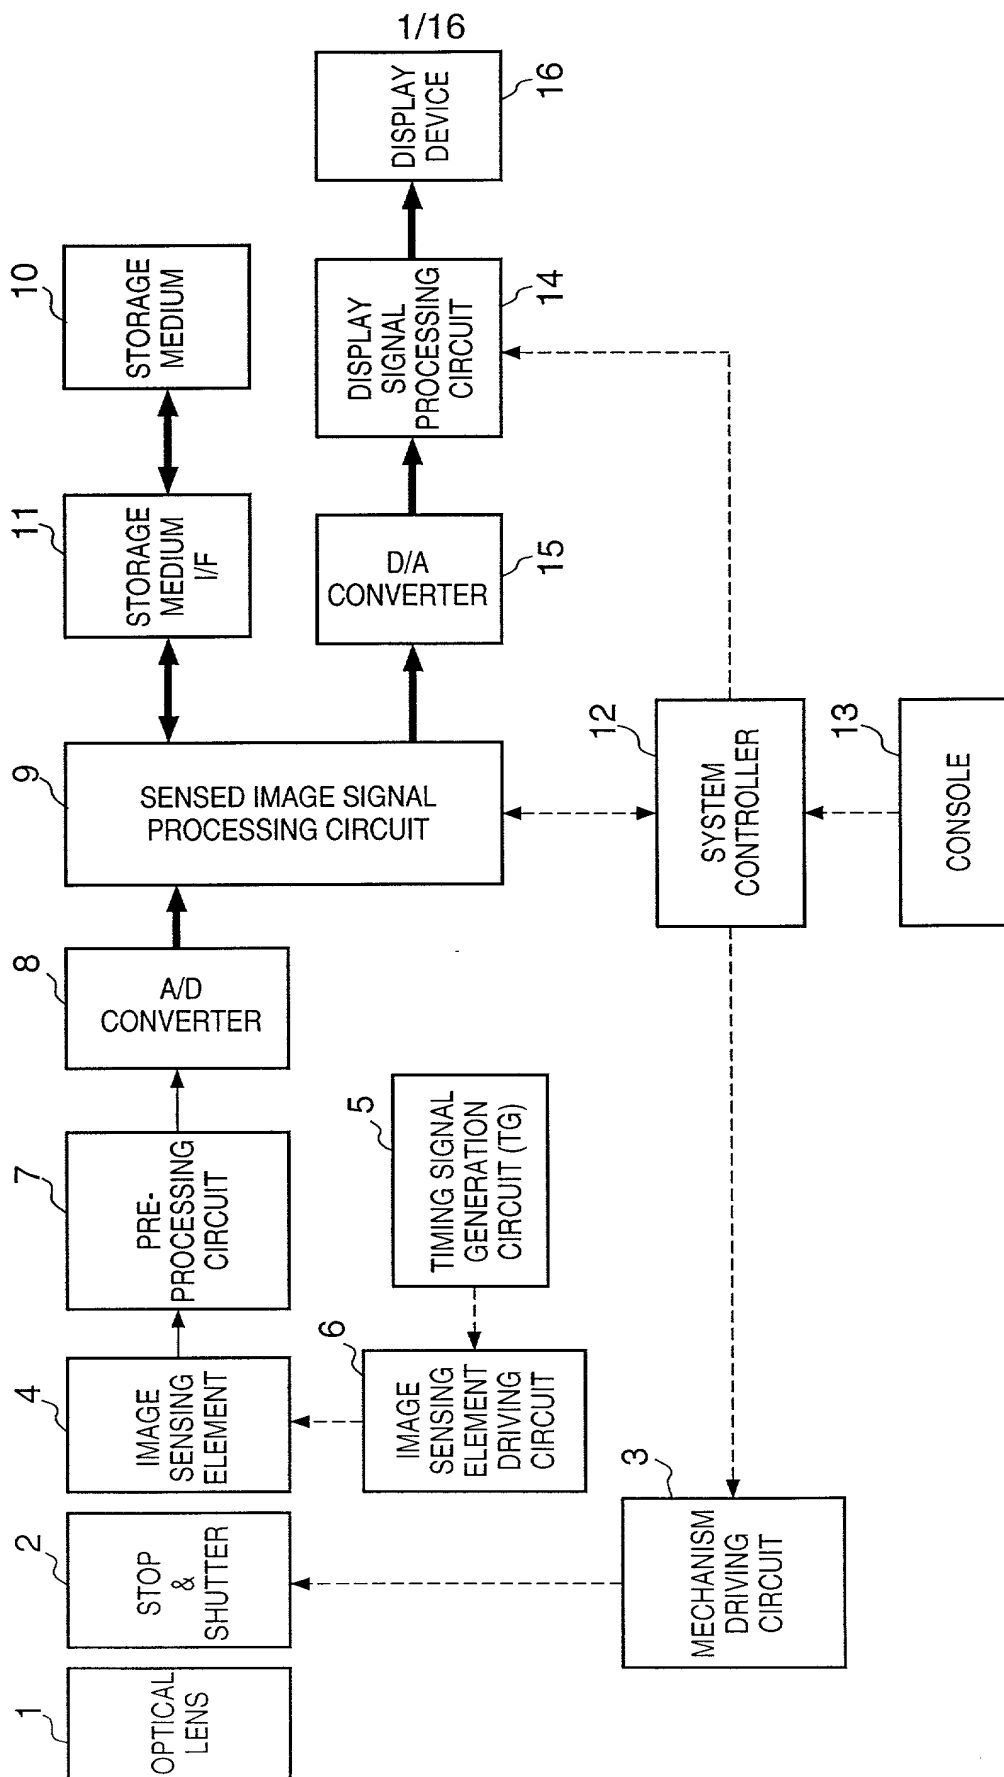 1/16
1
OPTICAL
LENS
2
STOP
&
SHUTTER
4
IMAGE
SENSING
ELEMENT
7
PRE-
PROCESSING
CIRCUIT
8
A/D
CONVERTER
9
SENSED IMAGE SIGNAL
PROCESSING CIRCUIT
11
STORAGE
MEDIUM
I/F
10
STORAGE
MEDIUM
6
IMAGE
SENSING
ELEMENT
DRIVING
CIRCUIT
5
TIMING SIGNAL
GENERATION
CIRCUIT (TG)
D/A
CONVERTER
15
DISPLAY
SIGNAL
PROCESSING
CIRCUIT
14
DISPLAY
DEVICE
16
3
MECHANISM
DRIVING
CIRCUIT
12
SYSTEM
CONTROLLER
13
CONSOLE